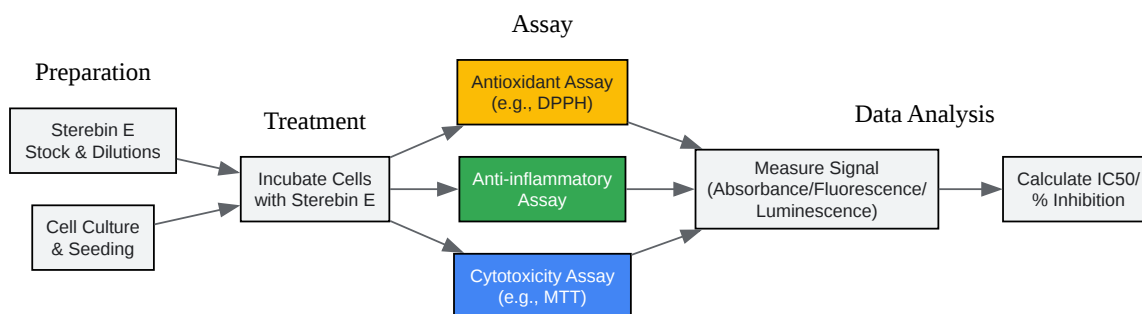 Preparation
Sterebin E
Stock & Dilutions
Cell Culture
& Seeding
Treatment
Incubate Cells
with Sterebin E
Assay
Antioxidant Assay
(e.g., DPPH)
Anti-inflammatory
Assay
Cytotoxicity Assay
(e.g., MTT)
Data Analysis
Measure Signal
(Absorbance/Fluorescence/
Luminescence)
Calculate IC50/
% Inhibition